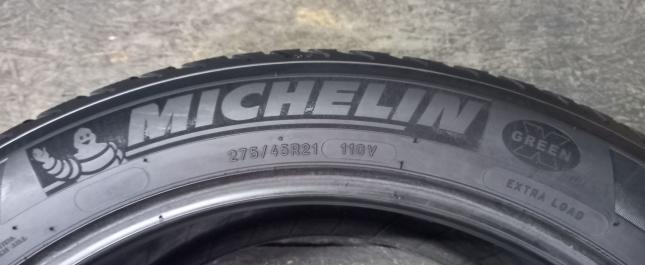 MICHELIN
GREEN X
275/45R21 110V
EXTRA LOAD